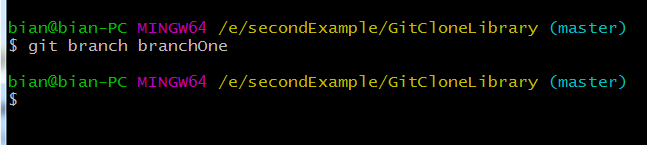 bian@bian-PC MINGW64 /e/secondExample/GitCloneLibrary (master)
$ git branch branchOne
bian@bian-PC MINGW64 /e/secondExample/GitCloneLibrary (master)
$